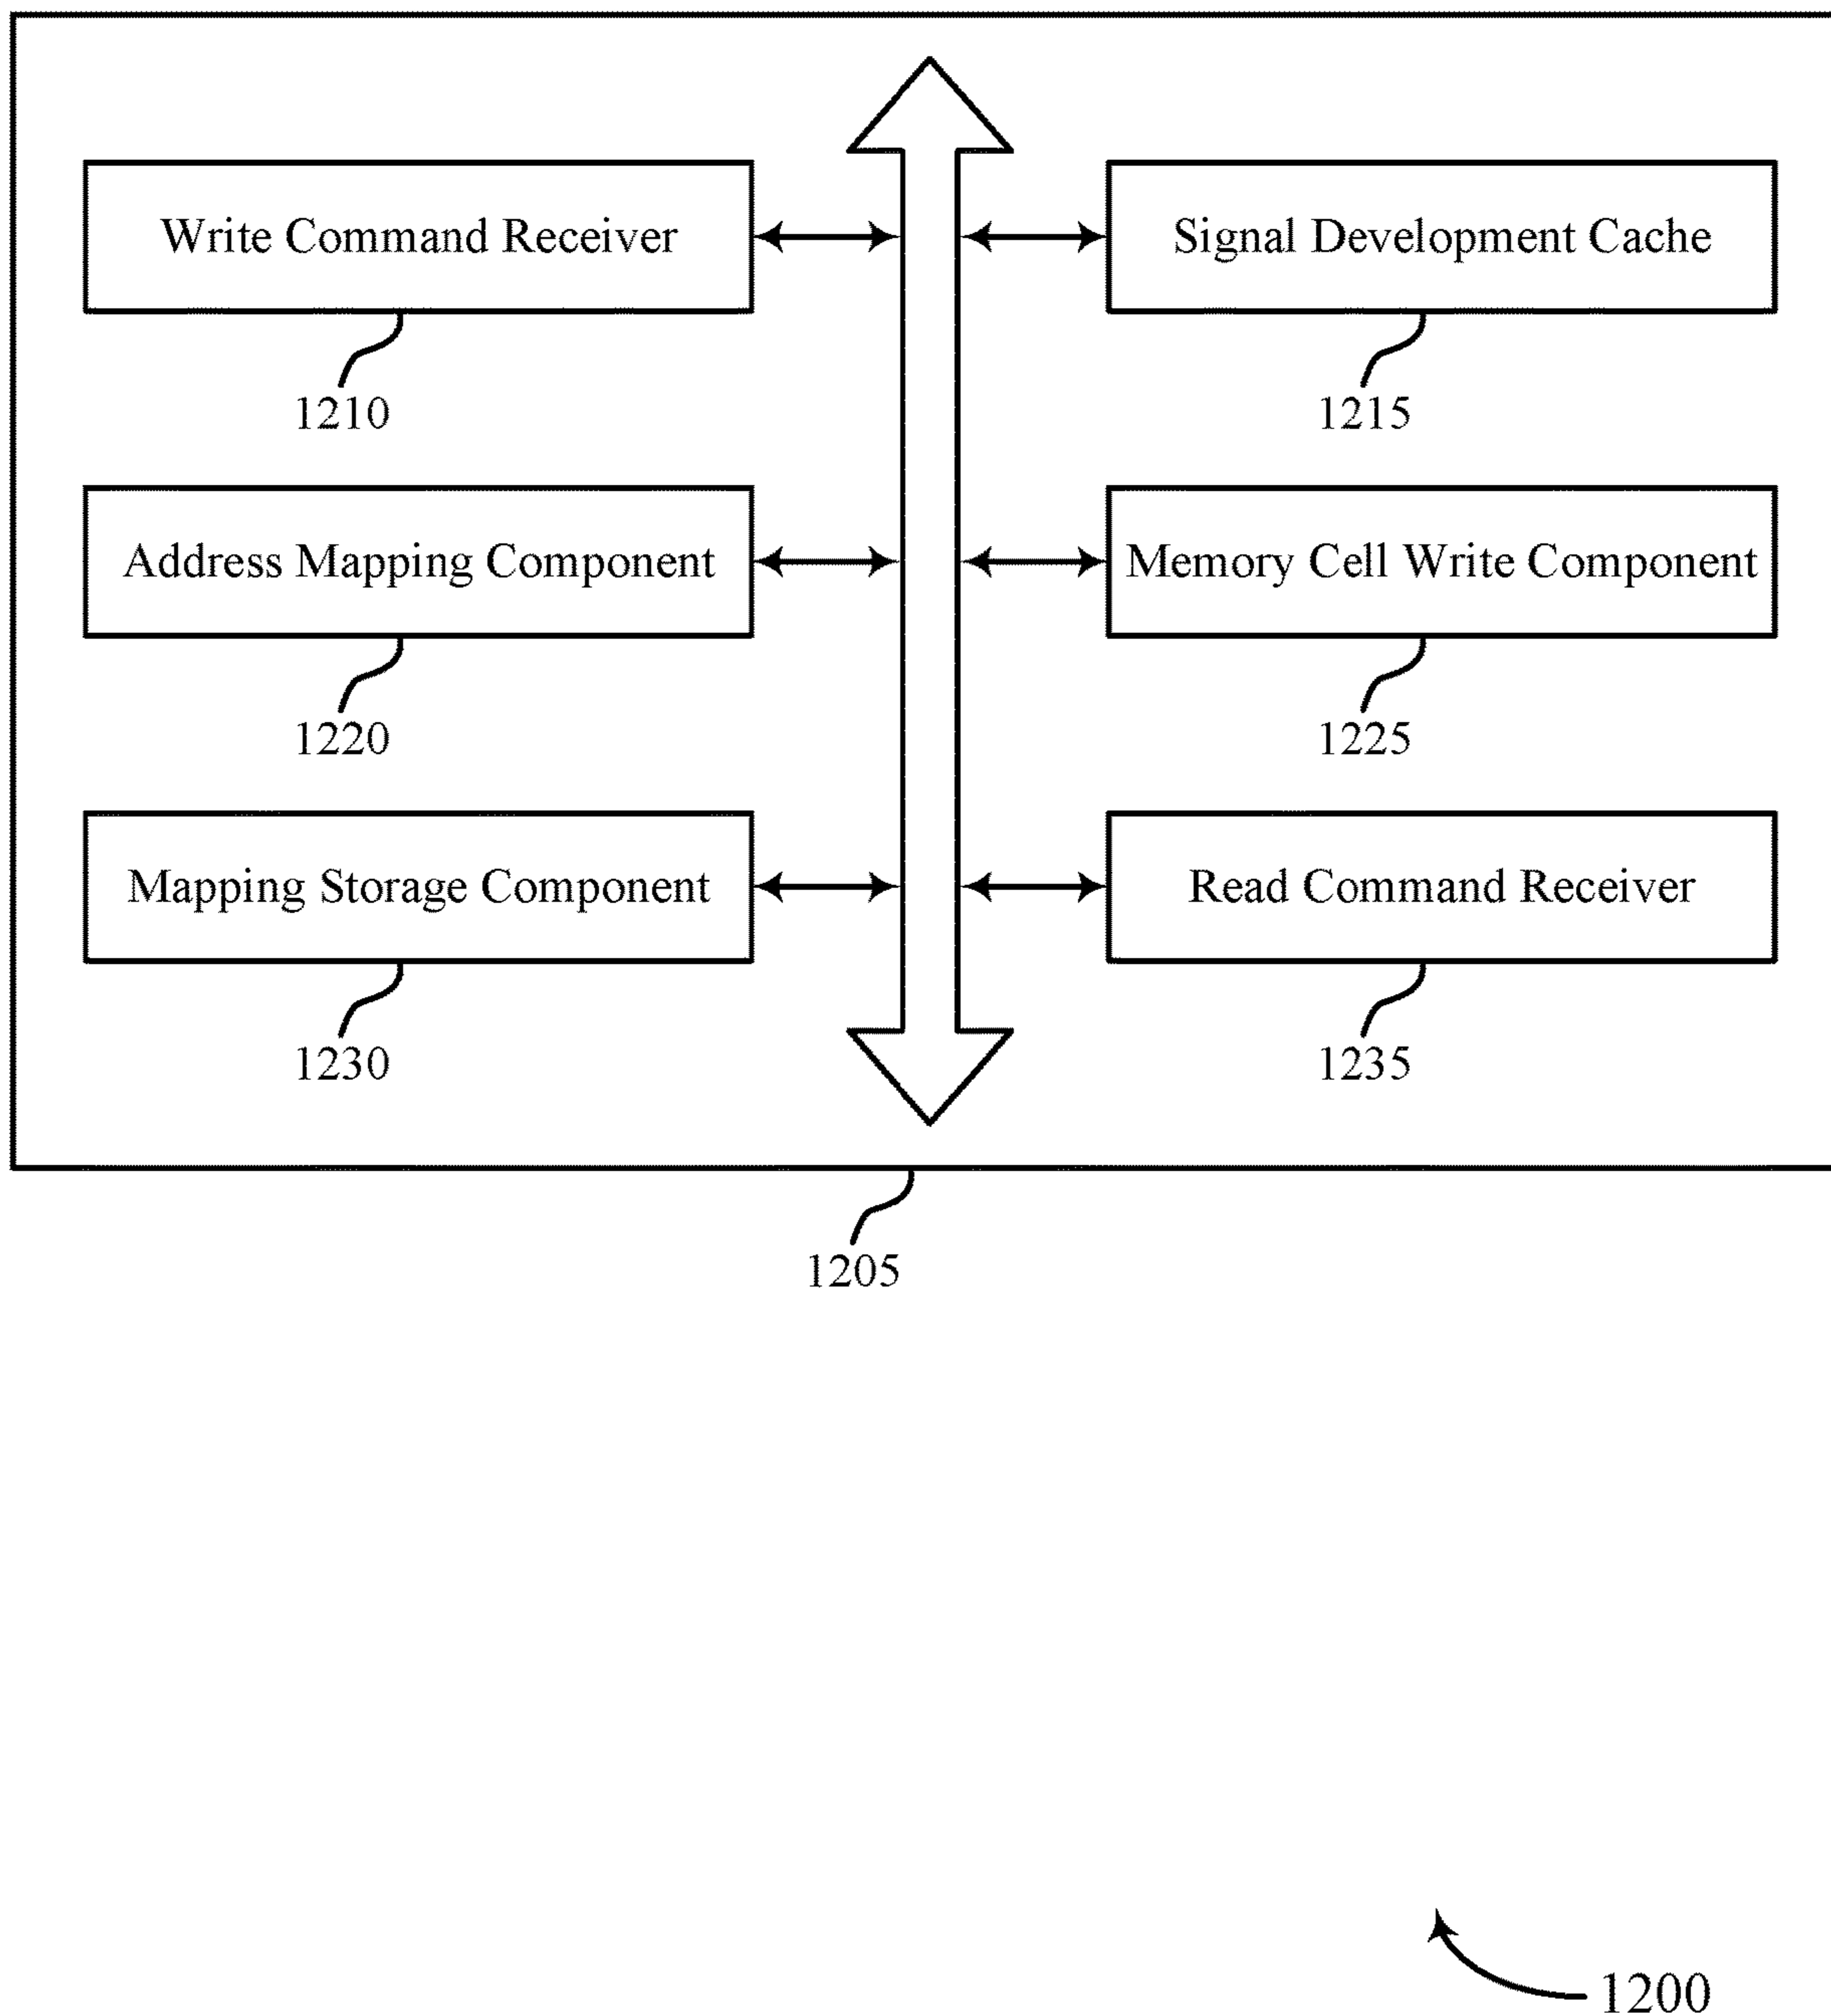 Write Command Receiver
Signal Development Cache
1210
1215
Address Mapping Component
Memory Cell Write Component
1220
1225
Mapping Storage Component
Read Command Receiver
1230
1235
1205
1200